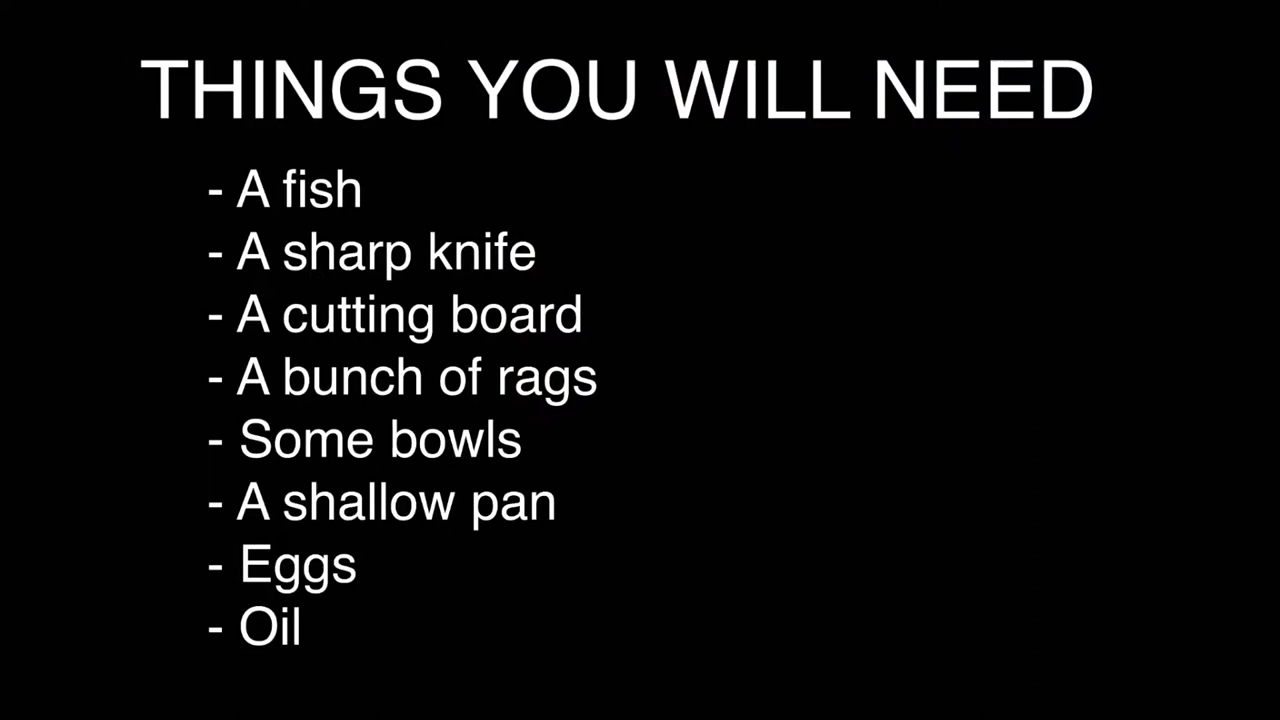 THINGS YOU WILL NEED
- A fish
- A sharp knife
- A cutting board
- A bunch of rags
- Some bowls
- A shallow pan
- Eggs
- Oil